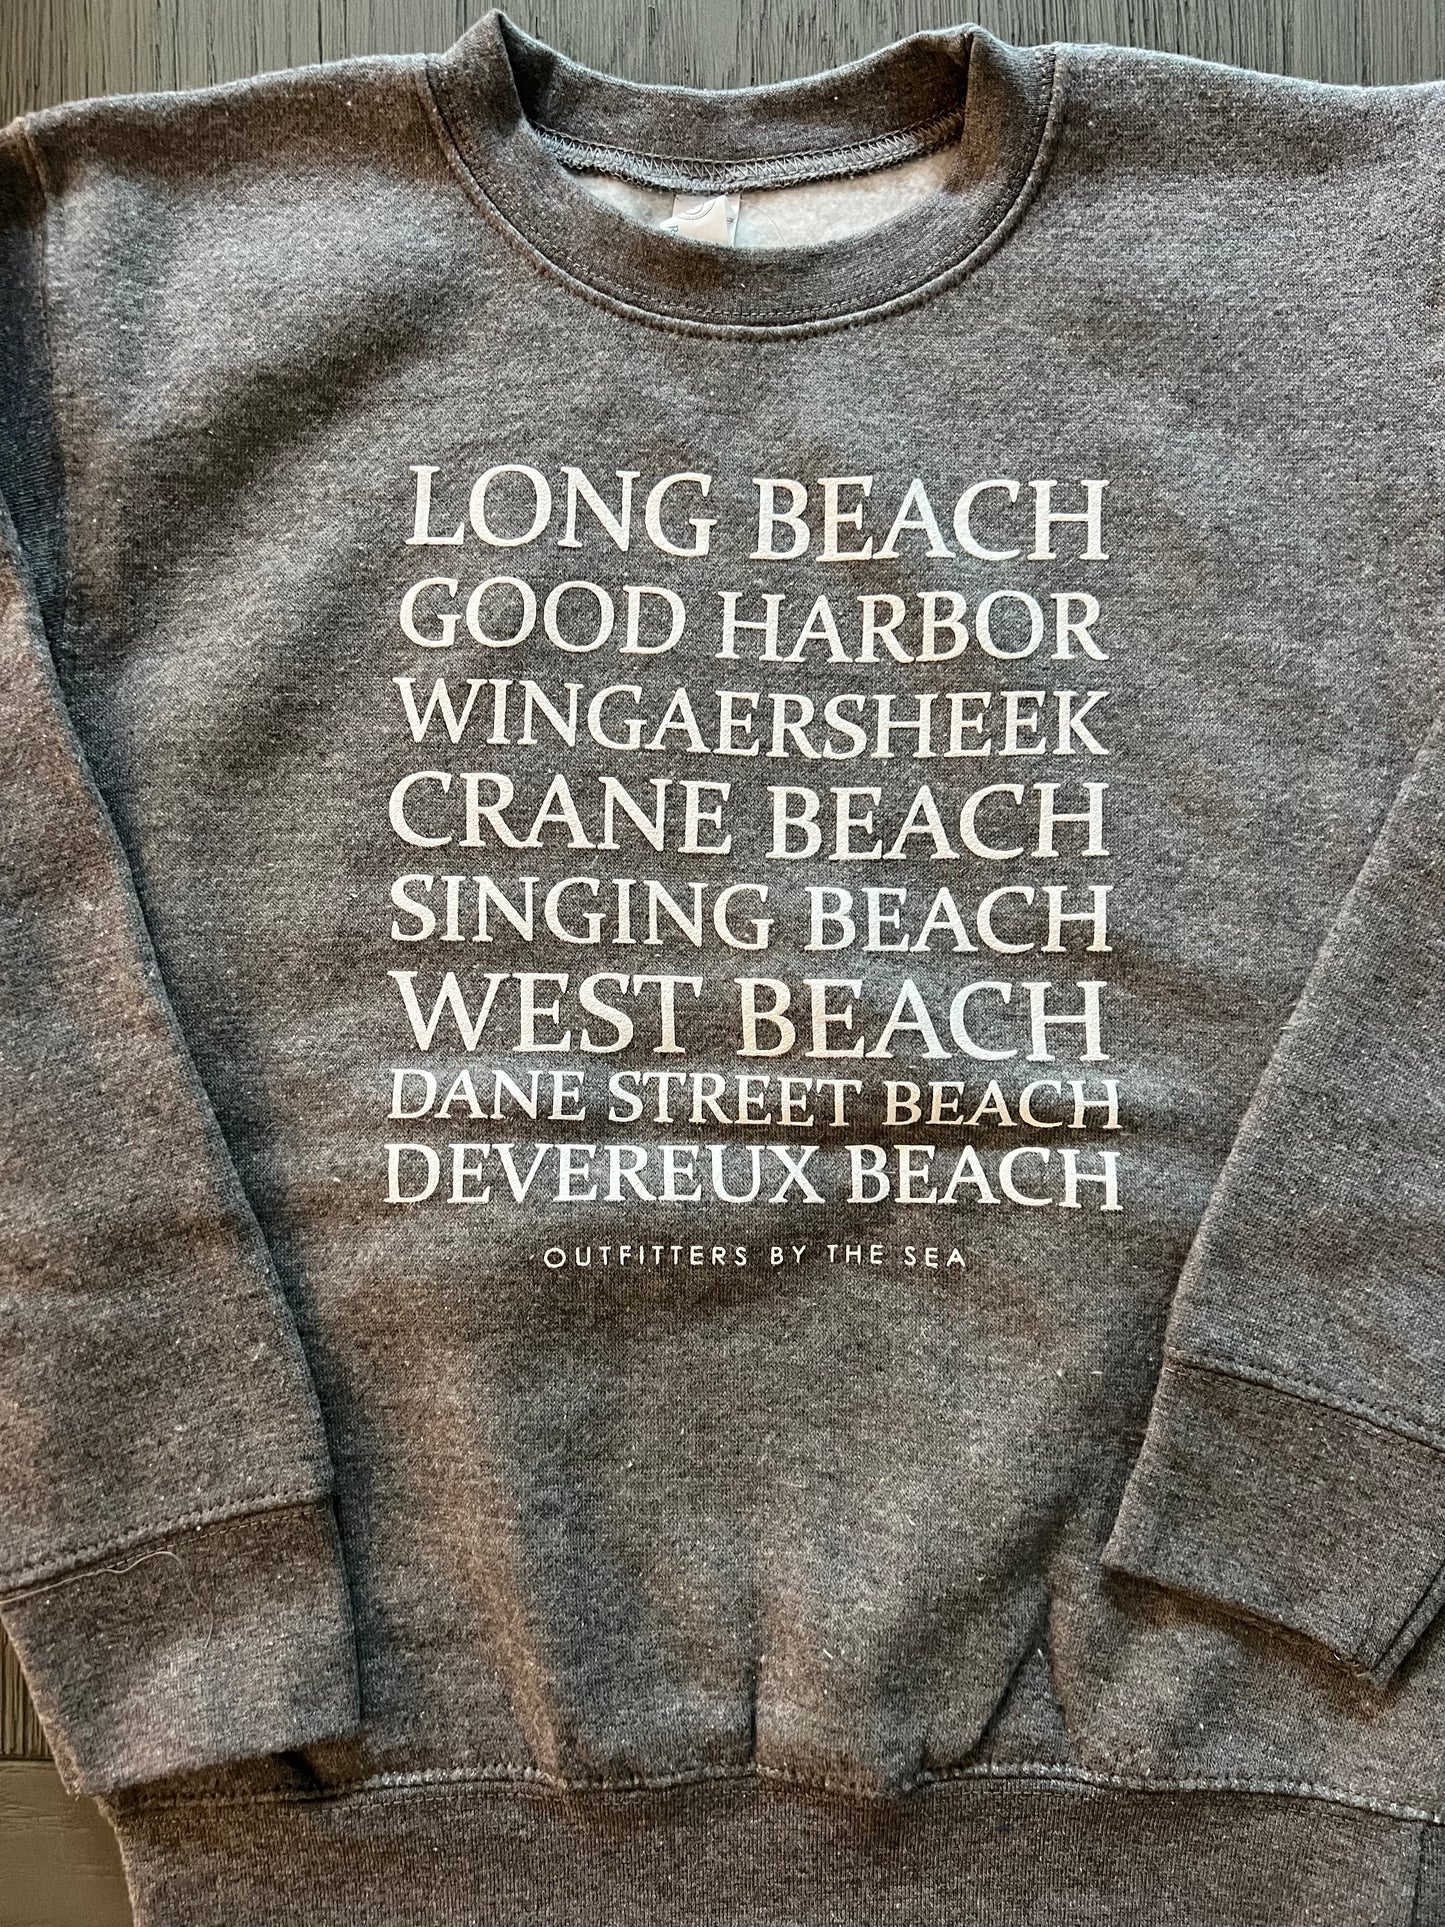 LONG BEACH
GOOD HARBOR
WINGAERSHEEK
CRANE BEACH
SINGING BEACH
WEST BEACH
DANE STREET BEACH
DEVEREUX BEACH
OUTFITTERS BY THE SEA